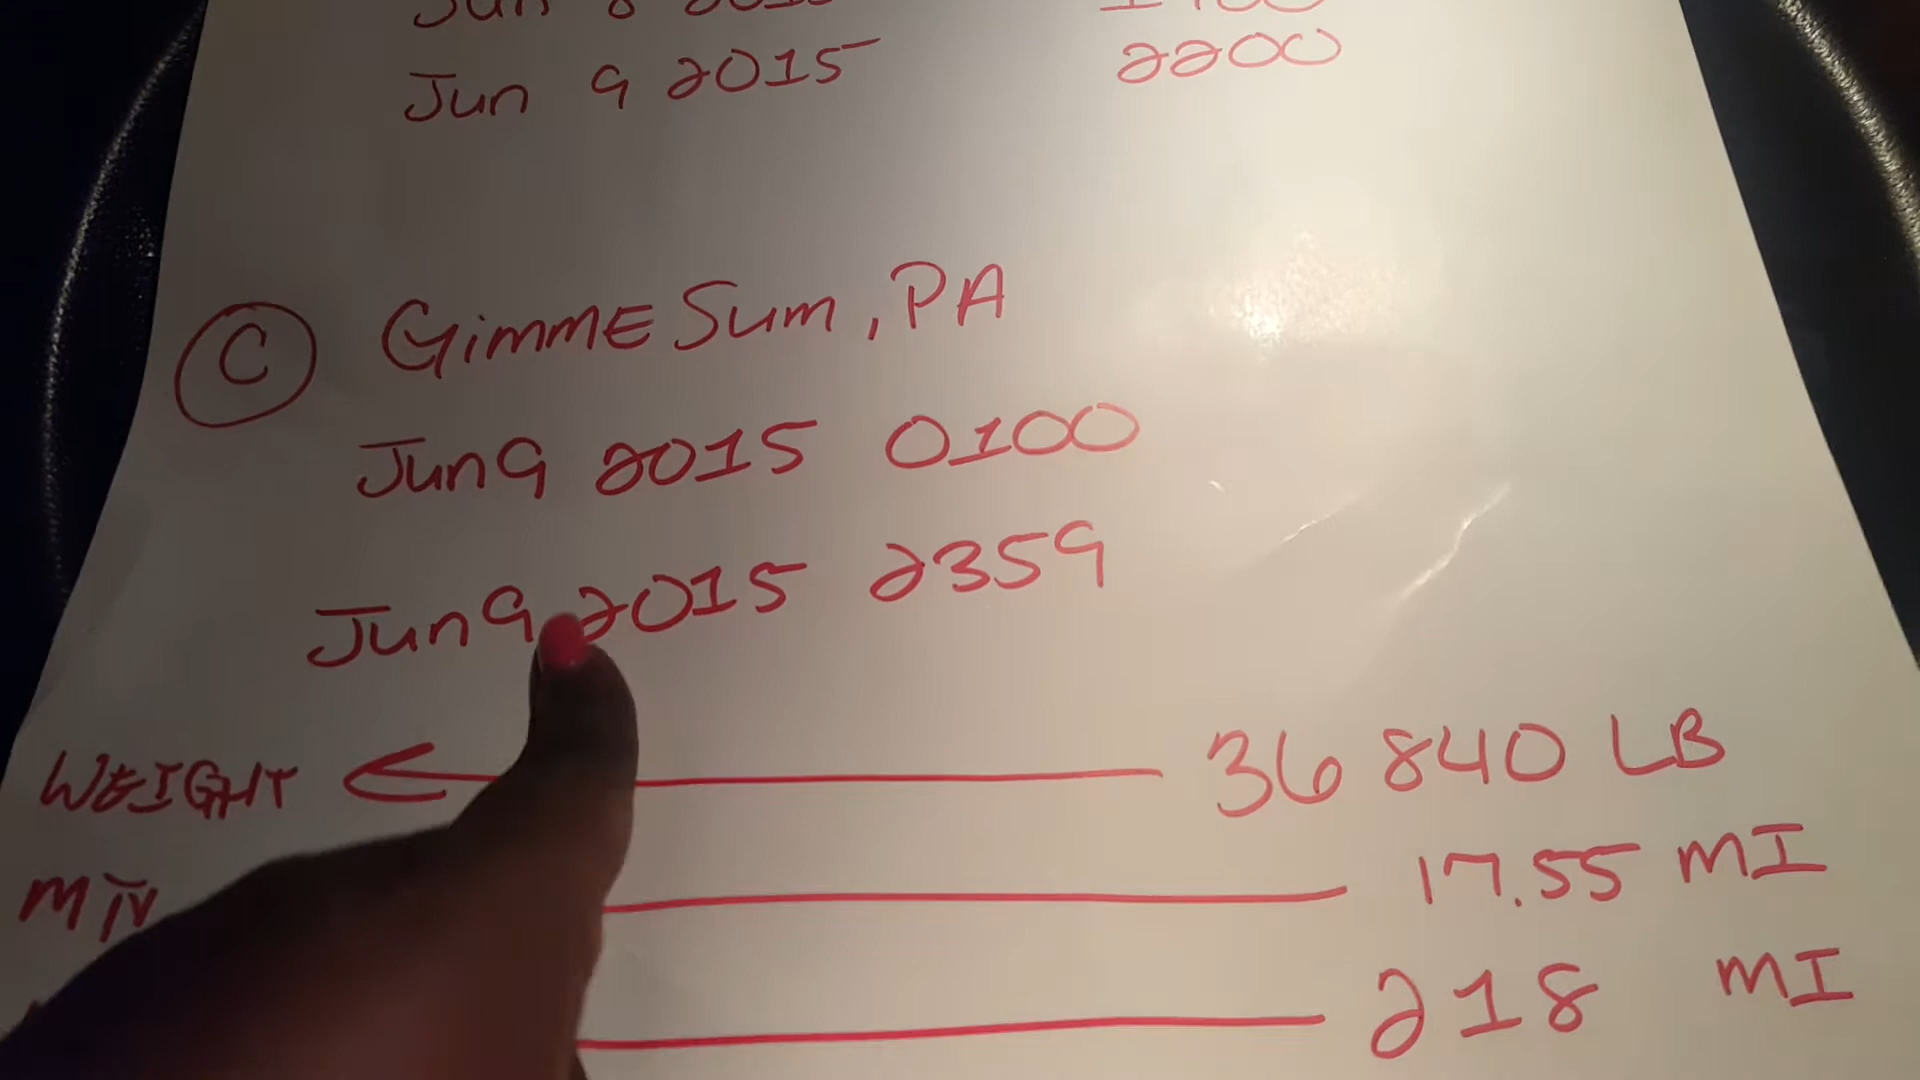 Jun 9 2015 2200
C GimmE Sum, PA
Jun 9 2015 0100
Jun 9 2015 2359
WEIGHT 36 840 LB
17.55 MI
218 MI